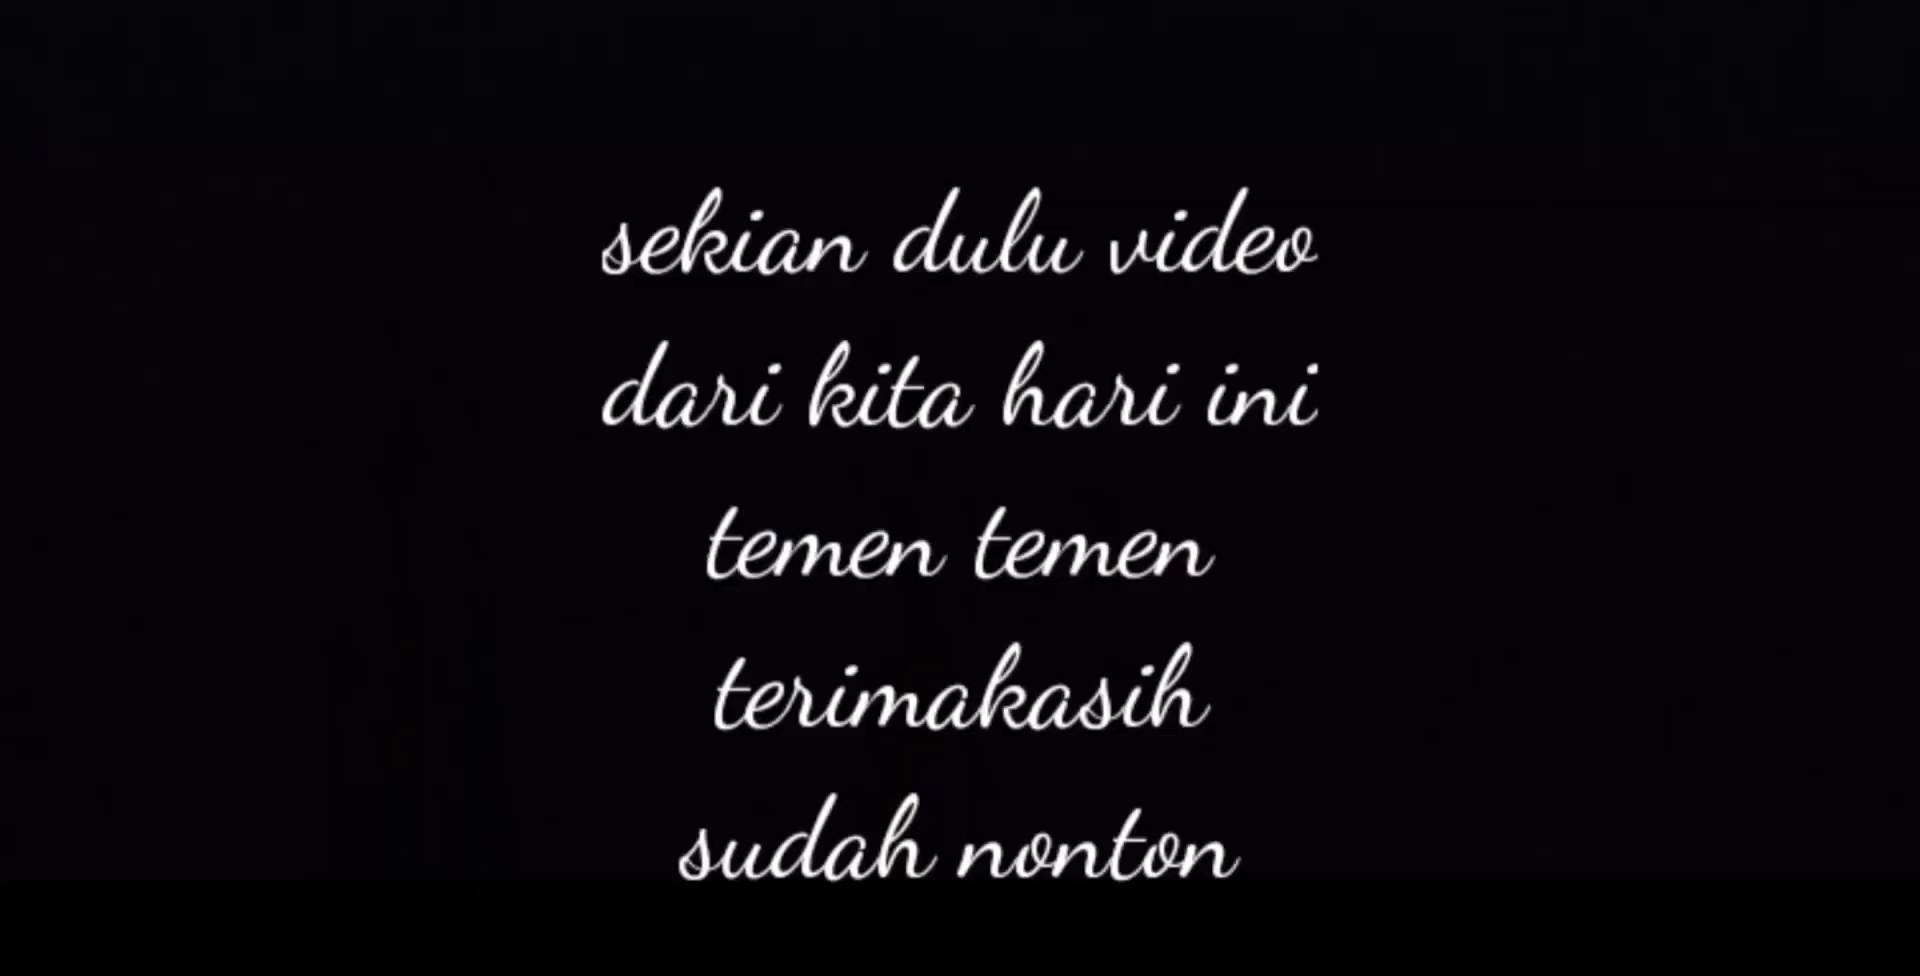 sekian dulu video
dari kita hari ini
temen temen
terimakasih
sudah nonton